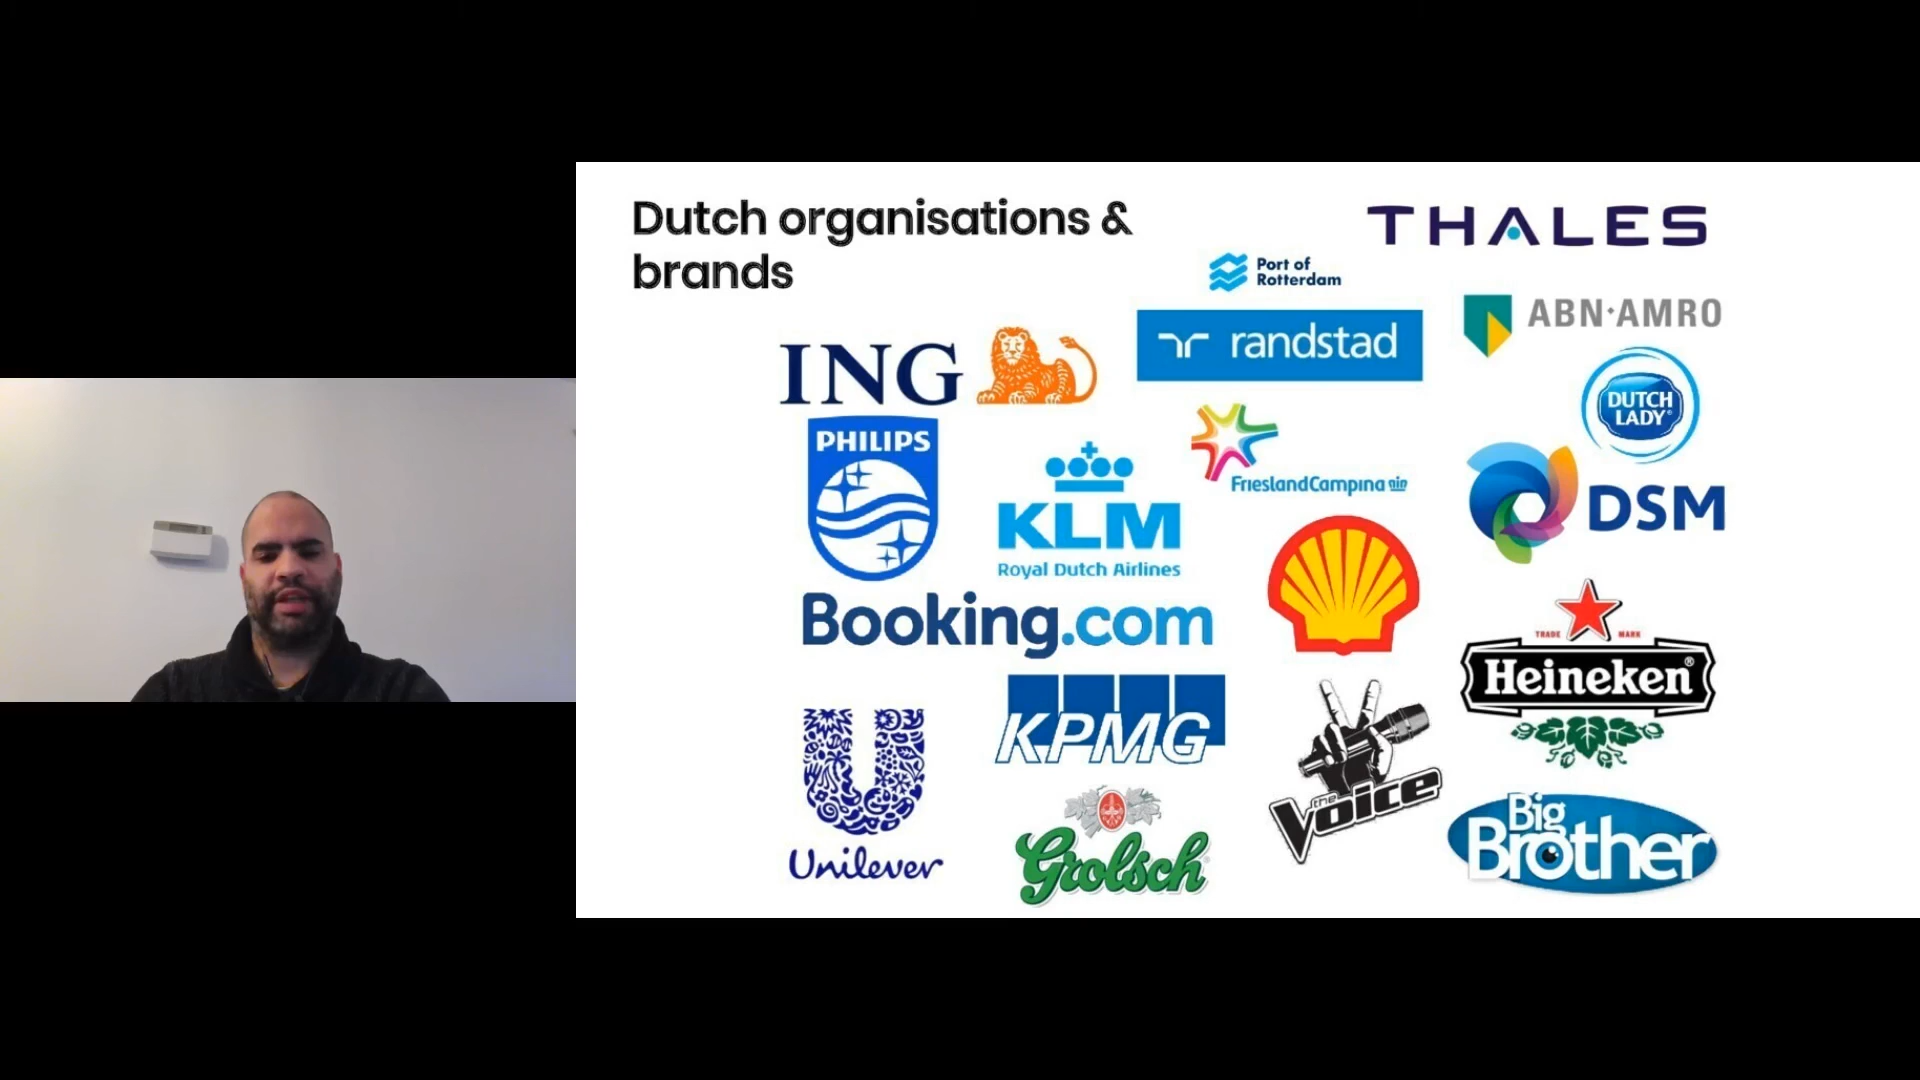 Dutch organisations &
brands
THALES
Port of
Rotterdam
randstad
ABN·AMRO
ING
DUTCH
LADY®
PHILIPS
FrieslandCampina
KLM
Royal Dutch Airlines
DSM
Booking.com
TRADE MARK
Heineken®
KPMG
the
Voice
Unilever
Grolsch
Big
Brother